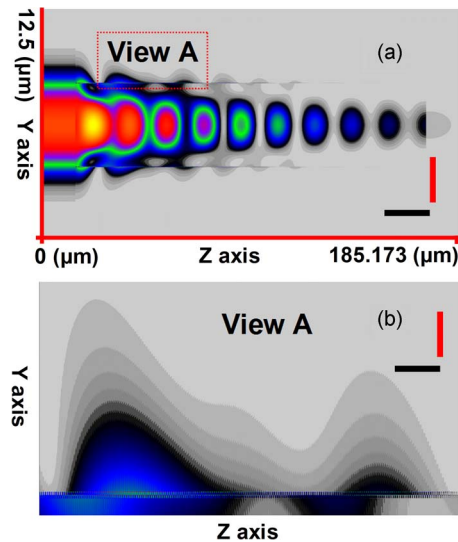 12.5 (µm)
Y axis
View A
(a)
0 (µm)
Z axis
185.173 (µm)
View A
(b)
Y axis
Z axis